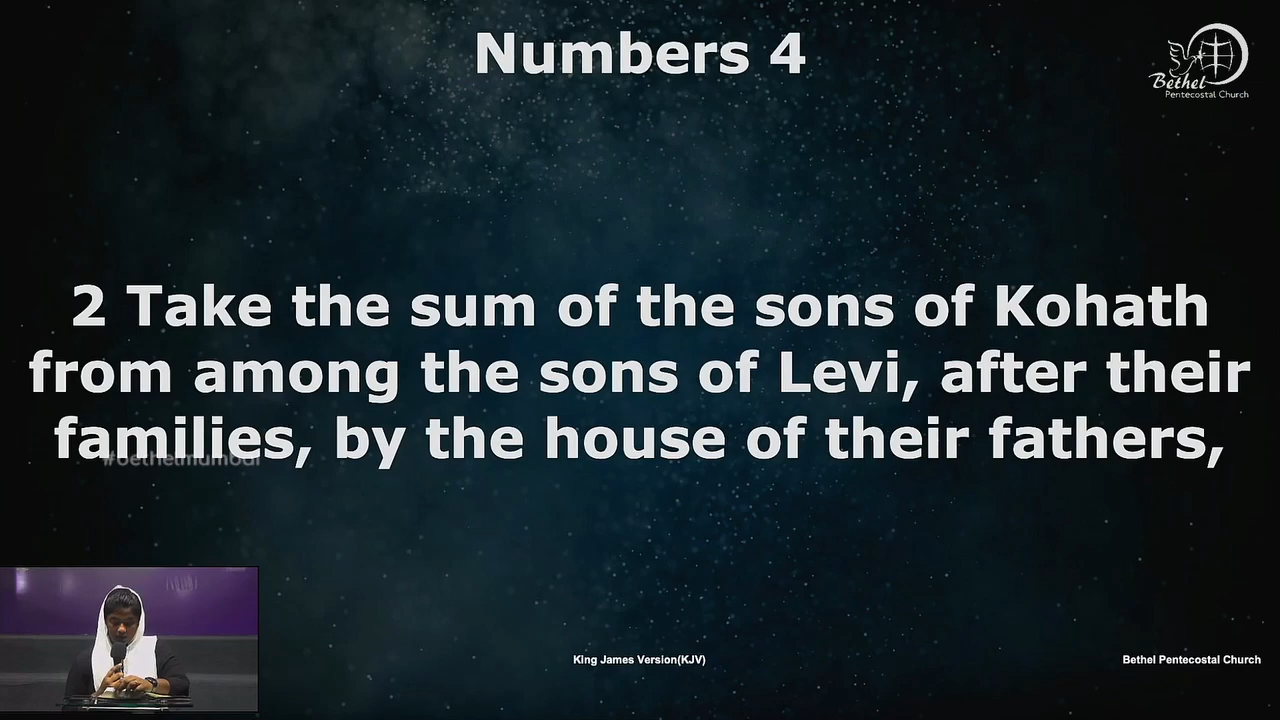 Numbers 4
Bethel
Pentecostal Church
2 Take the sum of the sons of Kohath
from among the sons of Levi, after their
families, by the house of their fathers,
#bethelmumbai
King James Version(KJV)
Bethel Pentecostal Church